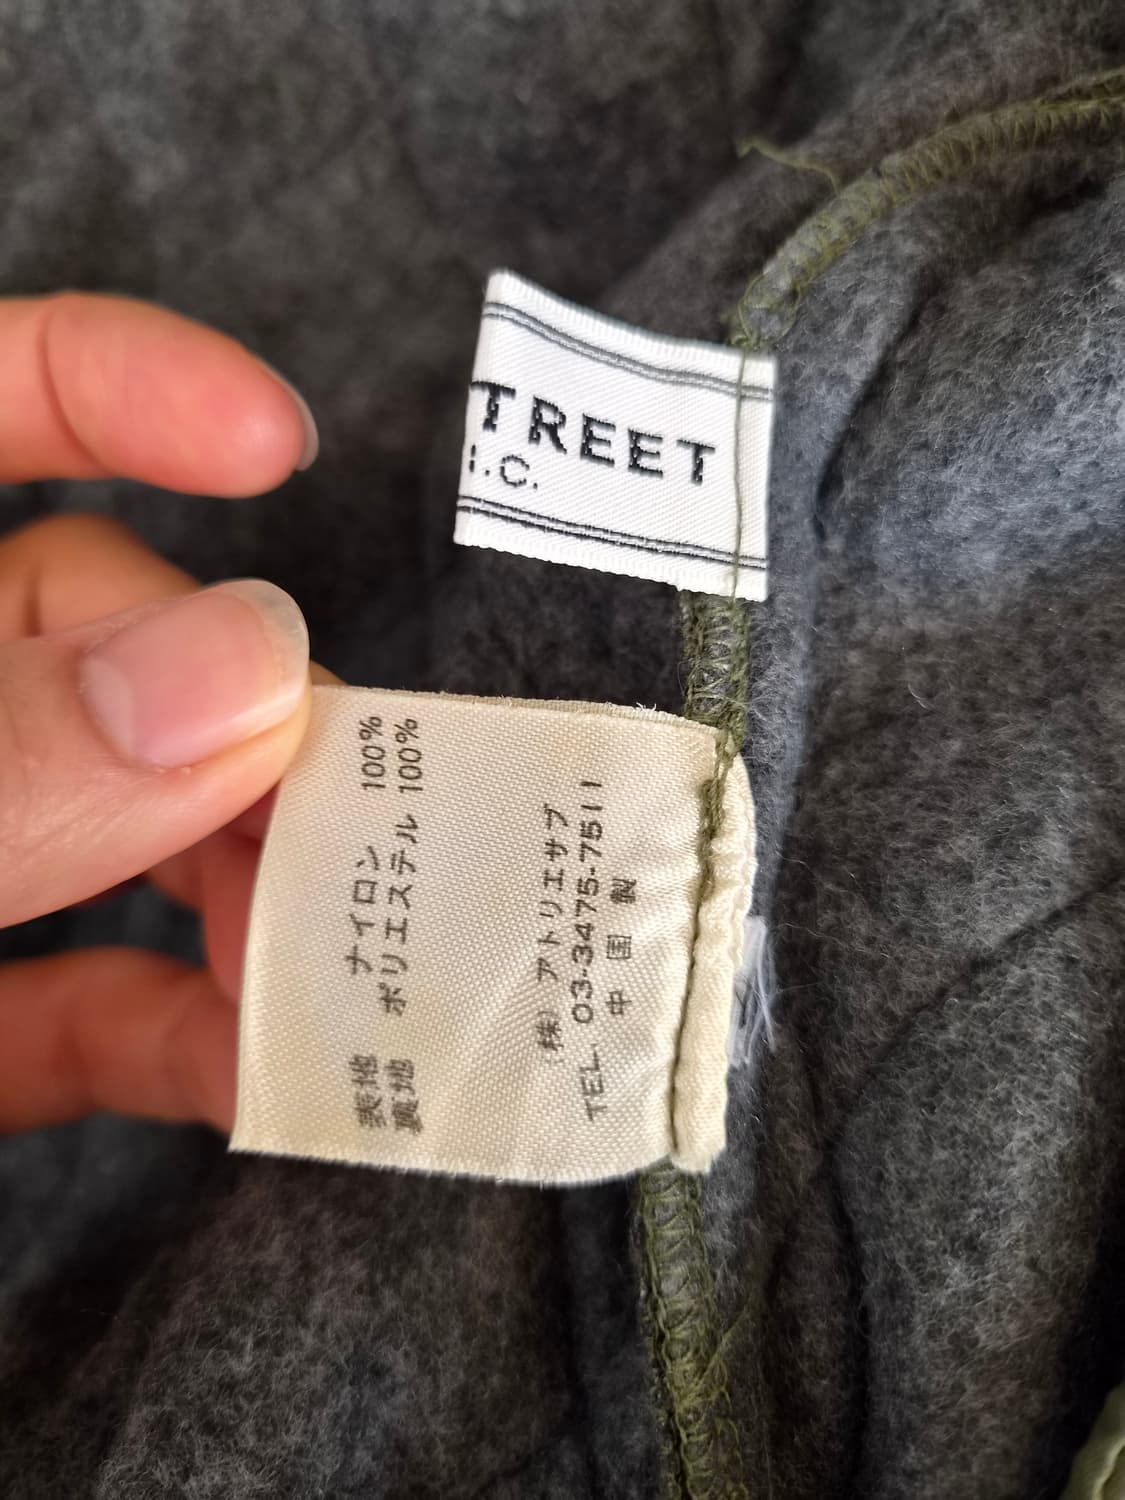 TREET
I.C.
表地 ナイロン 100%
裏地 ポリエステル 100%
(株) アトリエサブ
TEL. 03-3475-7511
中国製